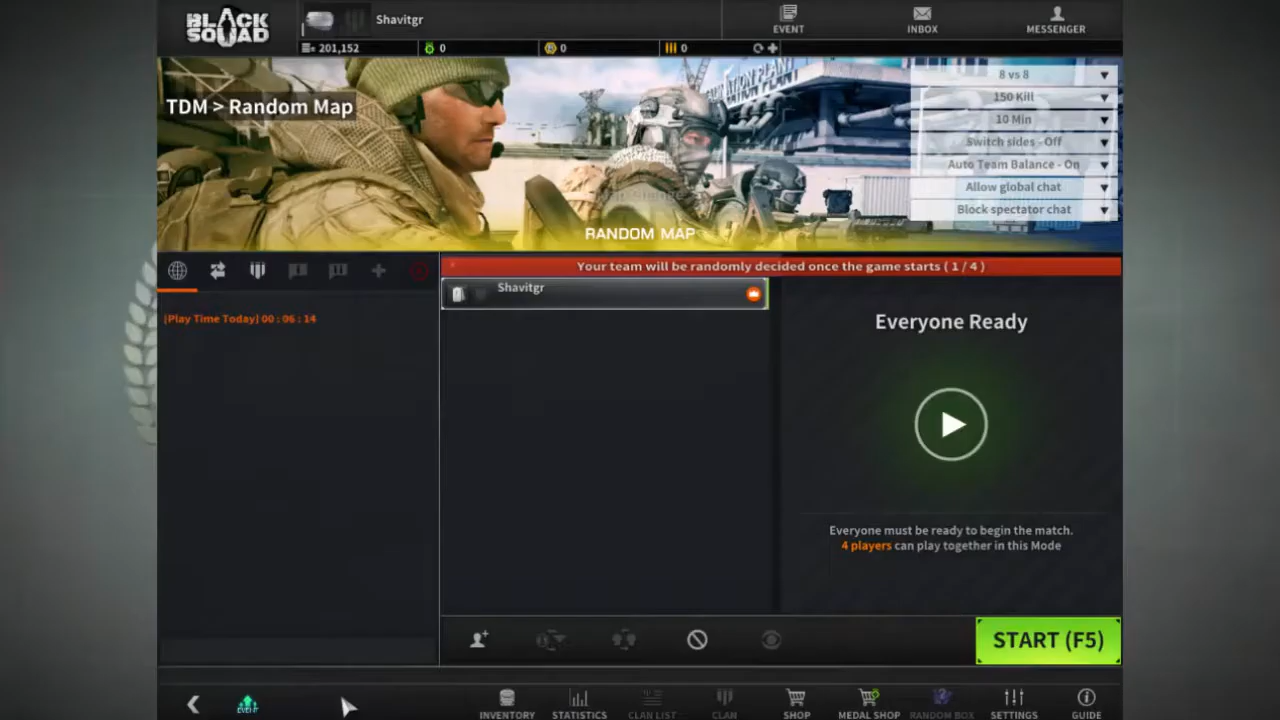 BLACK
SQUAD
Shavitgr
EVENT
INBOX
MESSENGER
201,152
0
0
0
TDM > Random Map
8 vs 8
150 Kill
10 Min
Switch sides - Off
Auto Team Balance - On
Allow global chat
Block spectator chat
RANDOM MAP
Your team will be randomly decided once the game starts ( 1 / 4 )
Shavitgr
[Play Time Today] 00 : 06 : 14
Everyone Ready
Everyone must be ready to begin the match.
4 players can play together in this Mode
START (F5)
EVENT
INVENTORY
STATISTICS
CLAN LIST
CLAN
SHOP
MEDAL SHOP
RANDOM BOX
SETTINGS
GUIDE